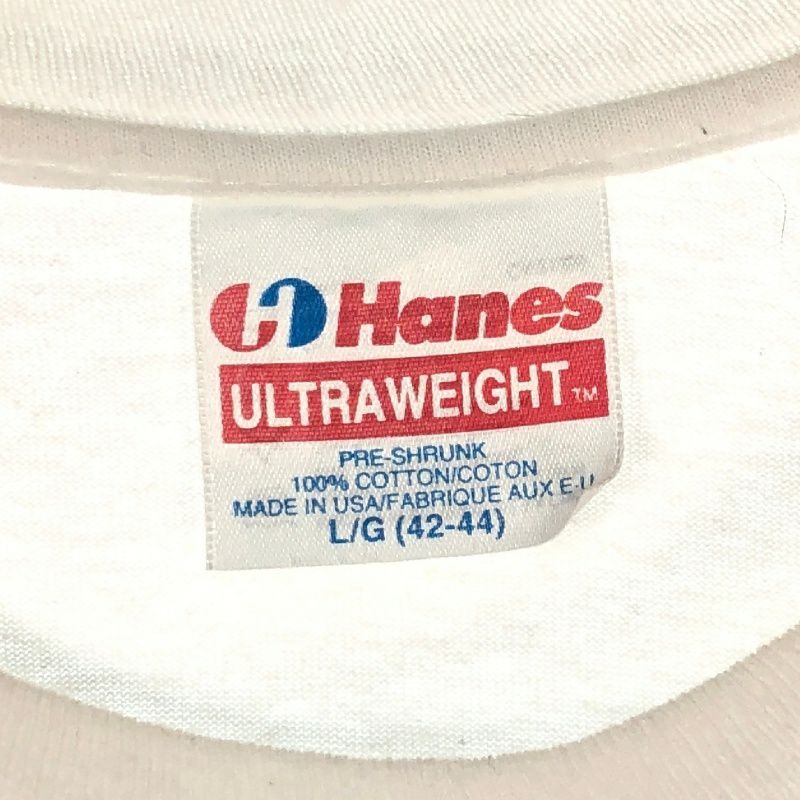 Hanes
ULTRAWEIGHT™
PRE-SHRUNK
100% COTTON/COTON
MADE IN USA/FABRIQUE AUX E-U
L/G (42-44)